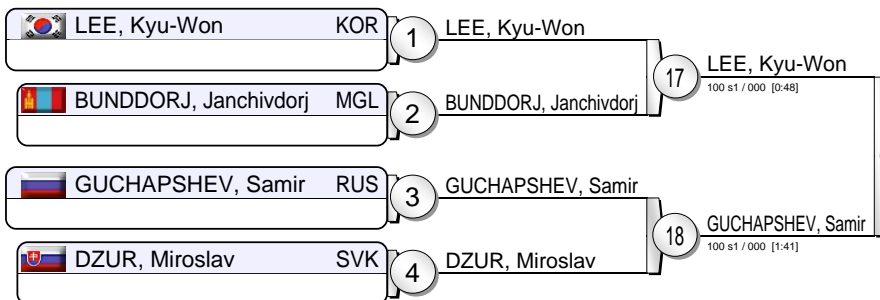 LEE, Kyu-Won KOR 1 LEE, Kyu-Won
BUNDDORJ, Janchivdorj MGL 2 BUNDDORJ, Janchivdorj
17 LEE, Kyu-Won
100 s1 / 000 [0:48]
GUCHAPSHEV, Samir RUS 3 GUCHAPSHEV, Samir
DZUR, Miroslav SVK 4 DZUR, Miroslav
18 GUCHAPSHEV, Samir
100 s1 / 000 [1:41]